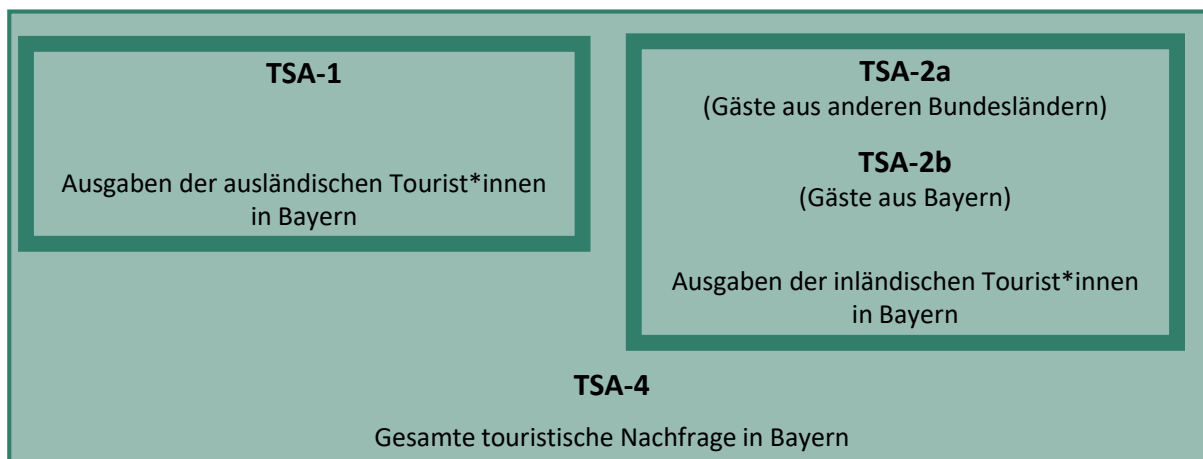 TSA-1
Ausgaben der ausländischen Tourist*innen
in Bayern
TSA-2a
(Gäste aus anderen Bundesländern)
TSA-2b
(Gäste aus Bayern)
Ausgaben der inländischen Tourist*innen
in Bayern
TSA-4
Gesamte touristische Nachfrage in Bayern